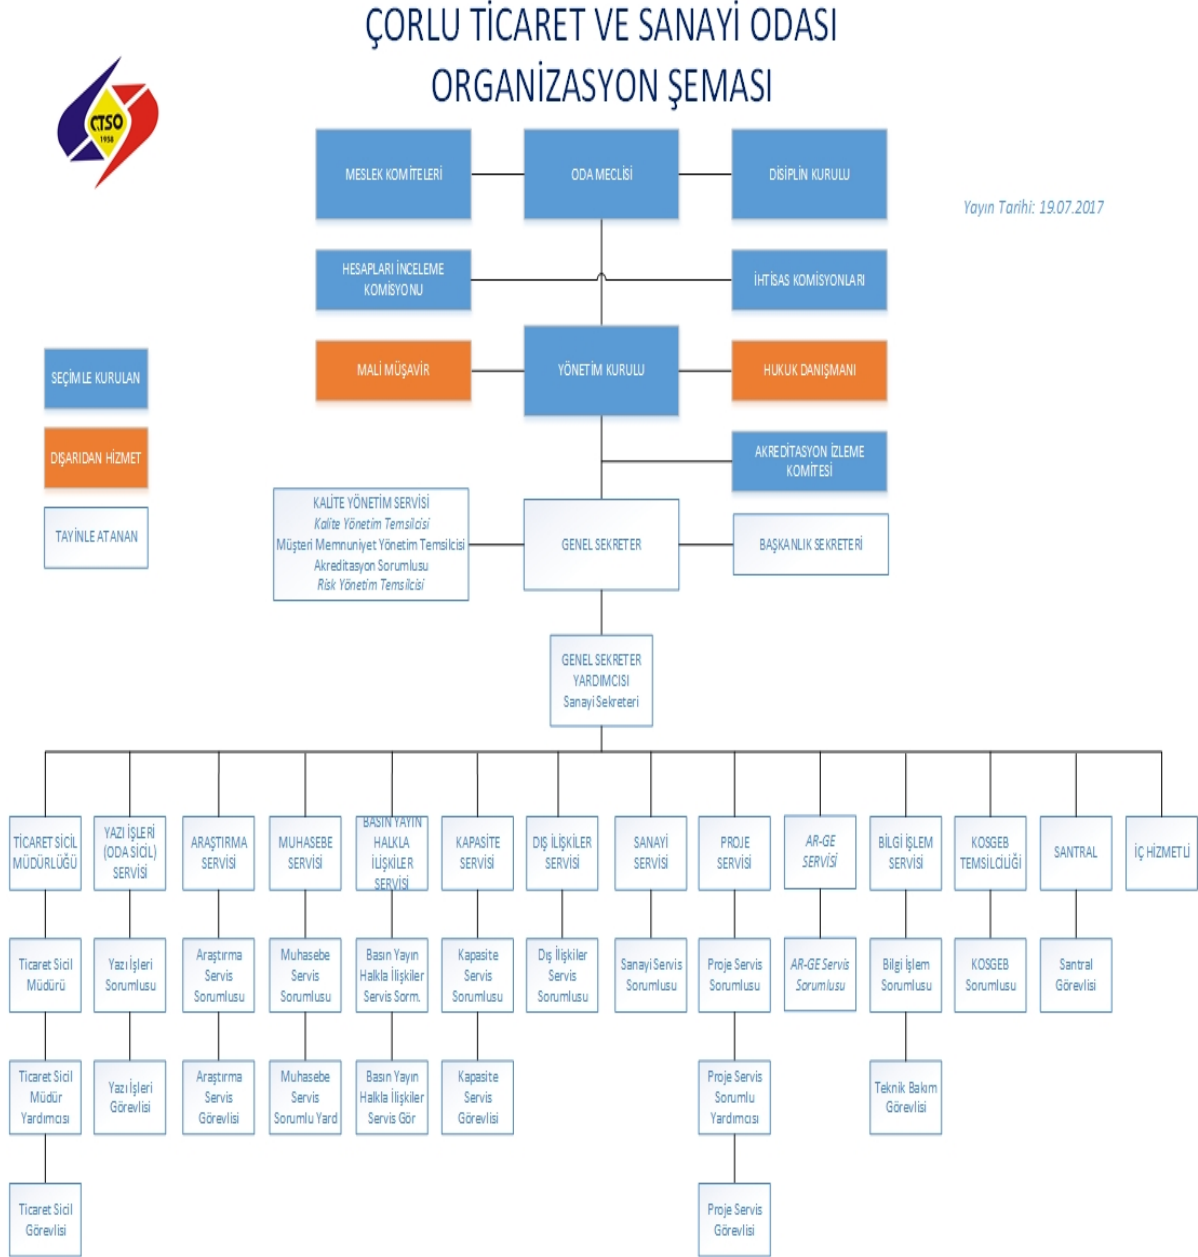 ÇORLU TİCARET VE SANAYİ ODASI
ORGANİZASYON ŞEMASI
ÇTSO
1958
MESLEK KOMİTELERİ
ODA MECLİSİ
DİSİPLİN KURULU
Yayın Tarihi: 19.07.2017
HESAPLARI İNCELEME
KOMİSYONU
İHTİSAS KOMİSYONLARI
SEÇİMLE KURULAN
MALİ MÜŞAVİR
YÖNETİM KURULU
HUKUK DANIŞMANI
DIŞARIDAN HİZMET
AKREDİTASYON İZLEME
KOMİTESİ
TAYİNLE ATANAN
KALİTE YÖNETİM SERVİSİ
Kalite Yönetim Temsilcisi
Müşteri Memnuniyet Yönetim Temsilcisi
Akreditasyon Sorumlusu
Risk Yönetim Temsilcisi
GENEL SEKRETER
BAŞKANLIK SEKRETERİ
GENEL SEKRETER
YARDIMCISI
Sanayi Sekreteri
TİCARET SİCİL
MÜDÜRLÜĞÜ
YAZI İŞLERİ
(ODA SİCİL)
SERVİSİ
ARAŞTIRMA
SERVİSİ
MUHASEBE
SERVİSİ
BASIN YAYIN
HALKLA
İLİŞKİLER
SERVİSİ
KAPASİTE
SERVİSİ
DIŞ İLİŞKİLER
SERVİSİ
SANAYİ
SERVİSİ
PROJE
SERVİSİ
AR-GE
SERVİSİ
BİLGİ İŞLEM
SERVİSİ
KOSGEB
TEMSİLCİLİĞİ
SANTRAL
İÇ HİZMETLİ
Ticaret Sicil
Müdürü
Yazı İşleri
Sorumlusu
Araştırma
Servis
Sorumlusu
Muhasebe
Servis
Sorumlusu
Basın Yayın
Halkla İlişkiler
Servis Sorm.
Kapasite
Servis
Sorumlusu
Dış İlişkiler
Servis
Sorumlusu
Sanayi Servis
Sorumlusu
Proje Servis
Sorumlusu
AR-GE Servis
Sorumlusu
Bilgi İşlem
Sorumlusu
KOSGEB
Sorumlusu
Santral
Görevlisi
Ticaret Sicil
Müdür
Yardımcısı
Yazı İşleri
Görevlisi
Araştırma
Servis
Görevlisi
Muhasebe
Servis
Sorumlu Yard
Basın Yayın
Halkla İlişkiler
Servis Gör
Kapasite
Servis
Görevlisi
Proje Servis
Sorumlu
Yardımcısı
Teknik Bakım
Görevlisi
Ticaret Sicil
Görevlisi
Proje Servis
Görevlisi